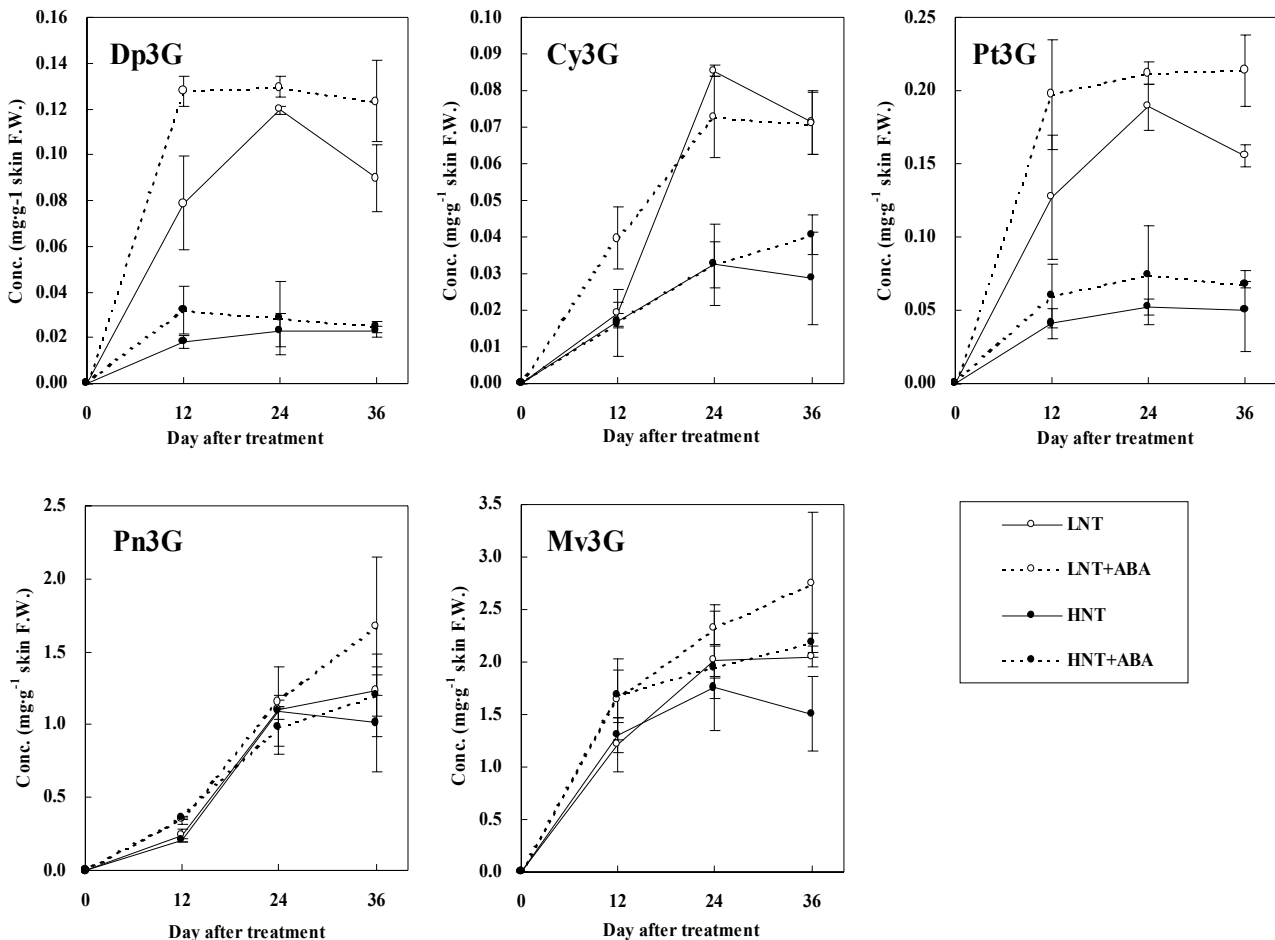 Dp3G
Conc. (mg·g-1 skin F.W.)
0.16
0.14
0.12
0.10
0.08
0.06
0.04
0.02
0.00
0 12 24 36
Day after treatment
Cy3G
Conc. (mg·g⁻¹ skin F.W.)
0.10
0.09
0.08
0.07
0.06
0.05
0.04
0.03
0.02
0.01
0.00
0 12 24 36
Day after treatment
Pt3G
Conc. (mg·g⁻¹ skin F.W.)
0.25
0.20
0.15
0.10
0.05
0.00
0 12 24 36
Day after treatment
Pn3G
Conc. (mg·g⁻¹ skin F.W.)
2.5
2.0
1.5
1.0
0.5
0.0
0 12 24 36
Day after treatment
Mv3G
Conc. (mg·g⁻¹ skin F.W.)
3.5
3.0
2.5
2.0
1.5
1.0
0.5
0.0
0 12 24 36
Day after treatment
LNT
LNT+ABA
HNT
HNT+ABA